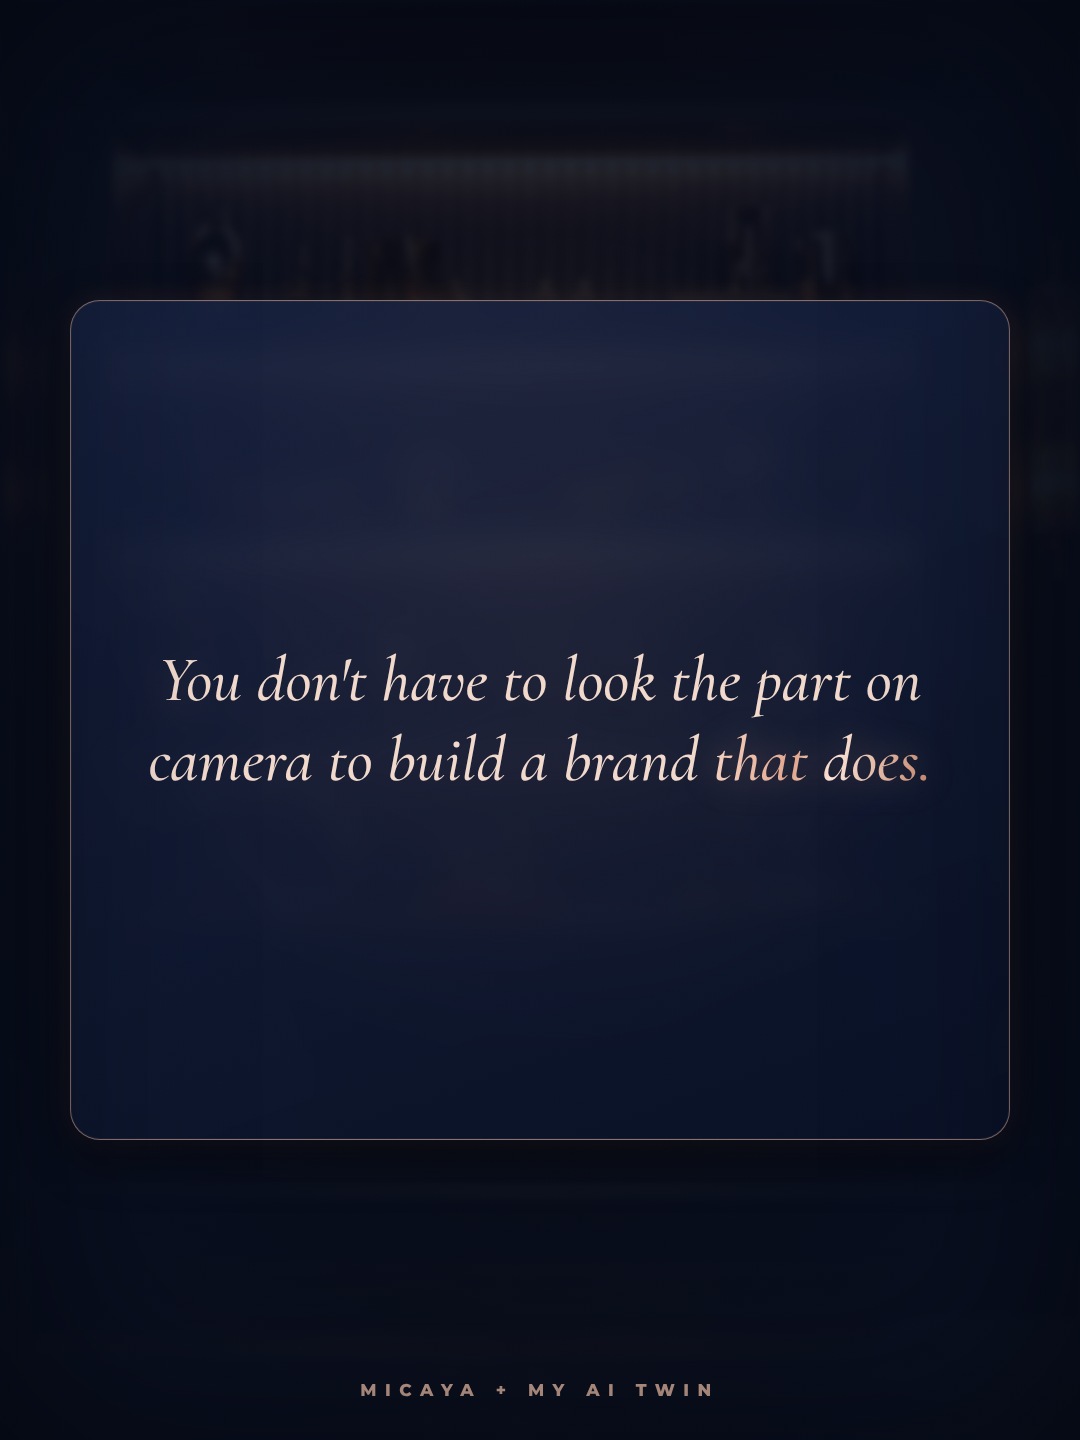 You don't have to look the part on
camera to build a brand that does.
MICAYA + MY AI TWIN